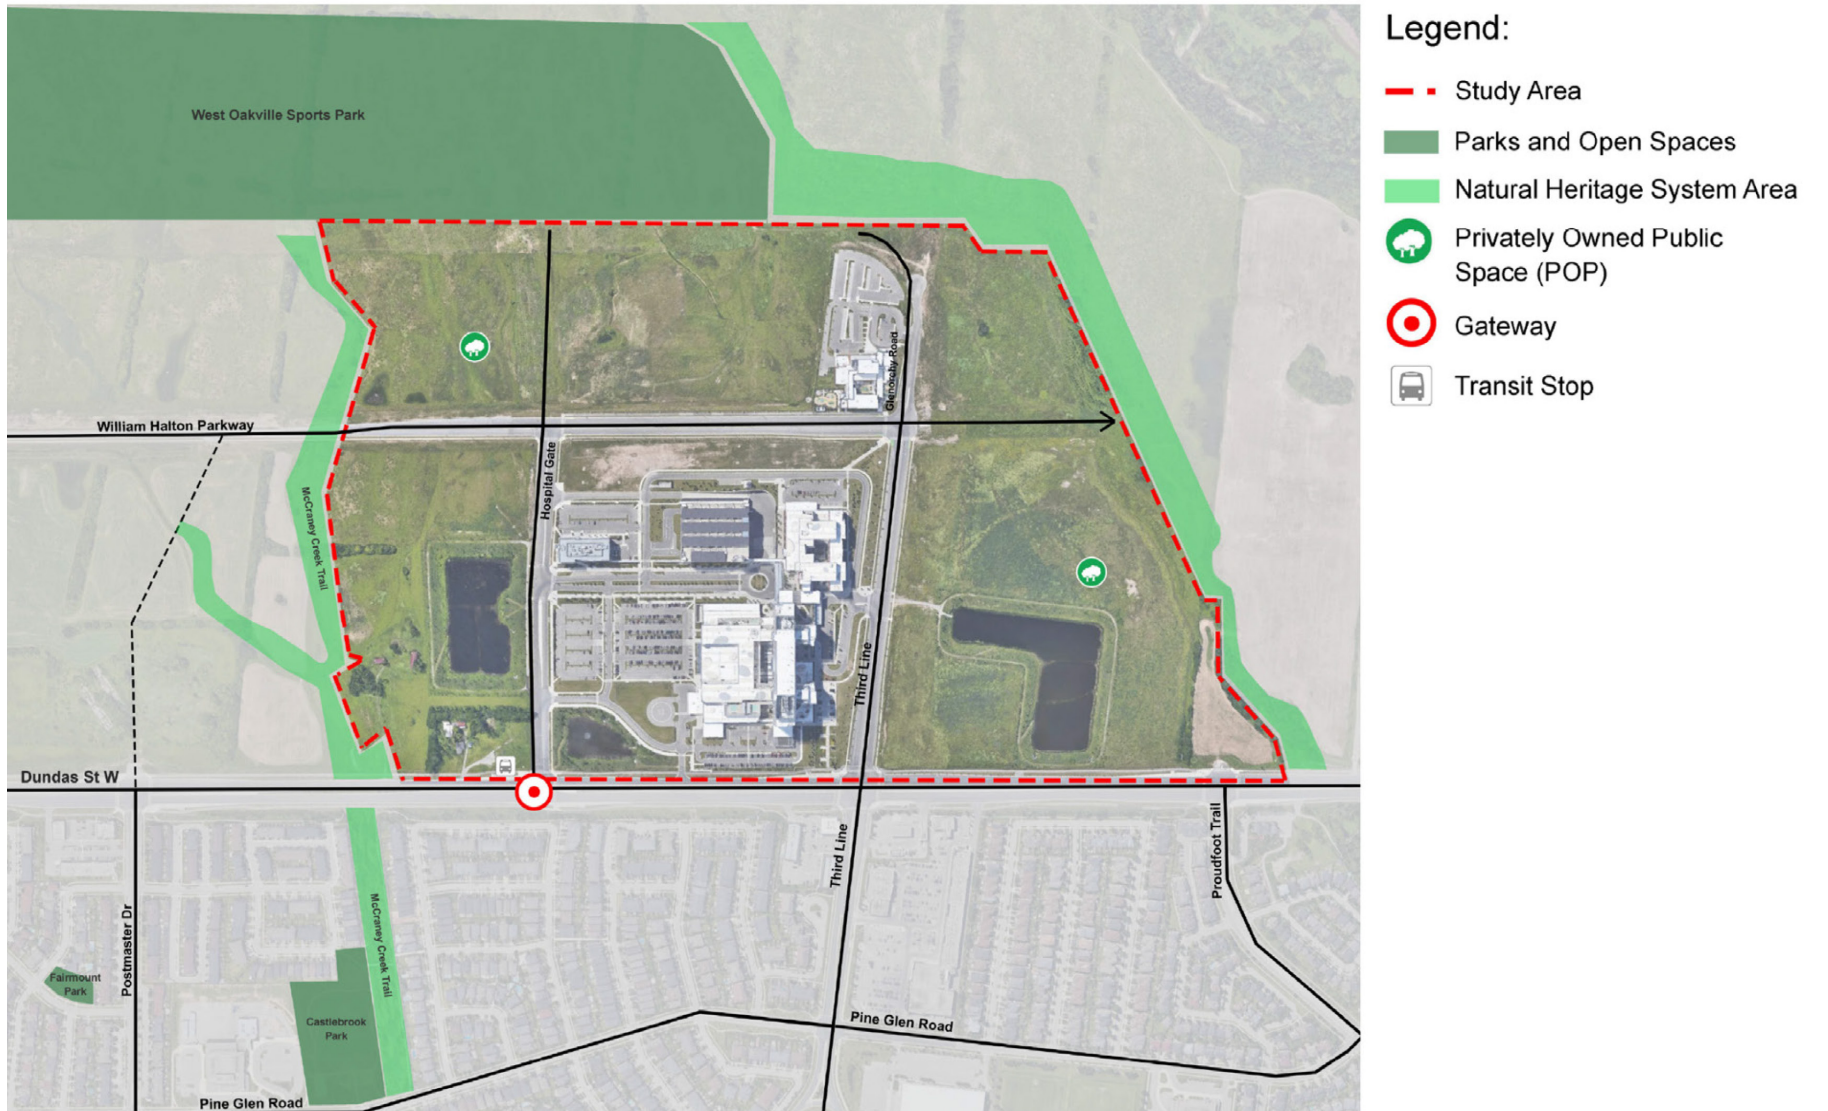 Legend:
Study Area
Parks and Open Spaces
Natural Heritage System Area
Privately Owned Public
Space (POP)
Gateway
Transit Stop
West Oakville Sports Park
Glenorchy Road
William Halton Parkway
Hospital Gate
McCraney Creek Trail
Third Line
Dundas St W
Proudfoot Trail
Third Line
McCraney Creek Trail
Postmaster Dr
Fairmount
Park
Castlebrook
Park
Pine Glen Road
Pine Glen Road